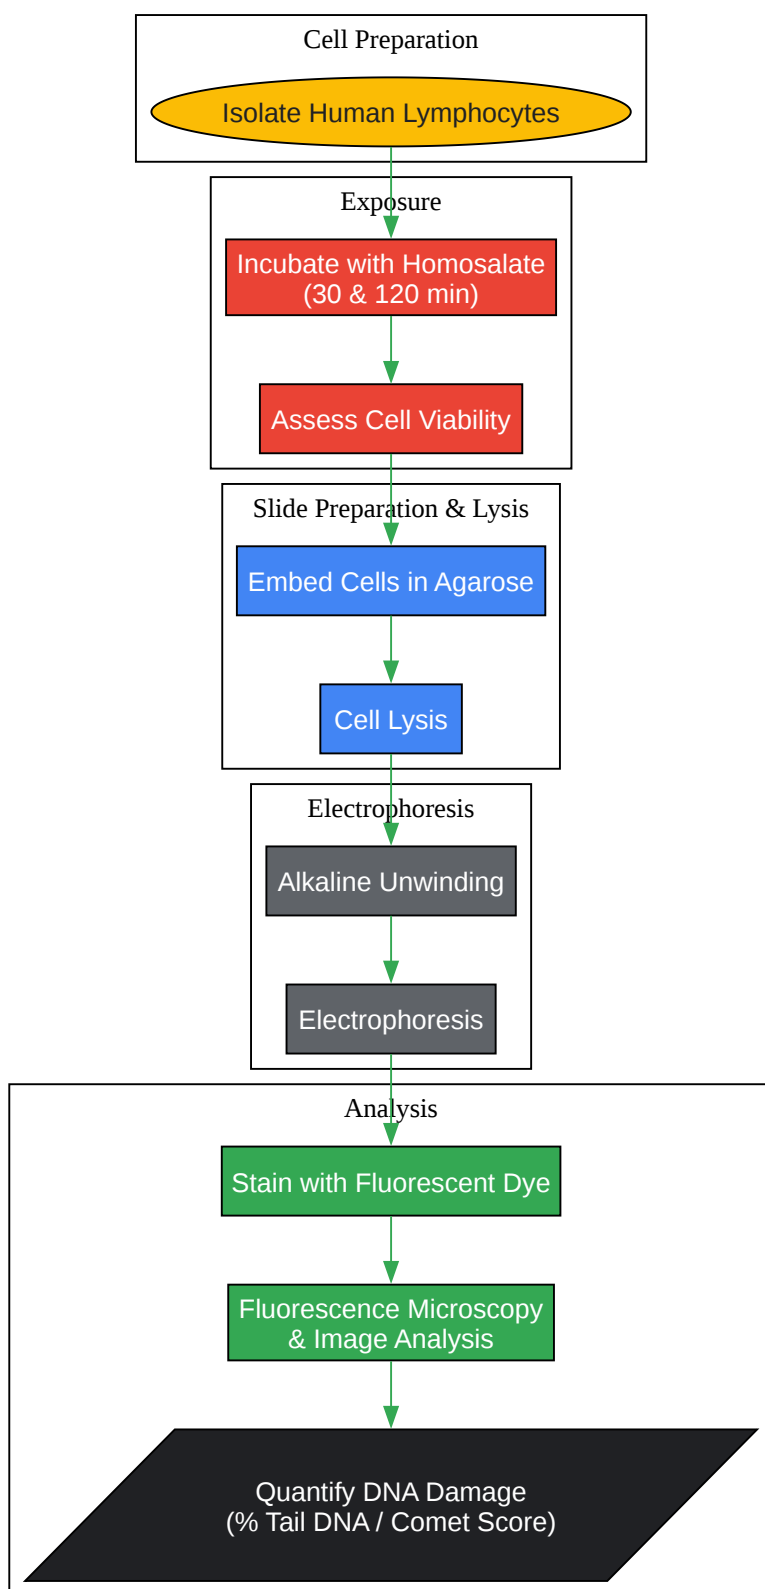 Cell Preparation
Isolate Human Lymphocytes
Exposure
Incubate with Homosalate
(30 & 120 min)
Assess Cell Viability
Slide Preparation & Lysis
Embed Cells in Agarose
Cell Lysis
Electrophoresis
Alkaline Unwinding
Electrophoresis
Analysis
Stain with Fluorescent Dye
Fluorescence Microscopy
& Image Analysis
Quantify DNA Damage
(% Tail DNA / Comet Score)